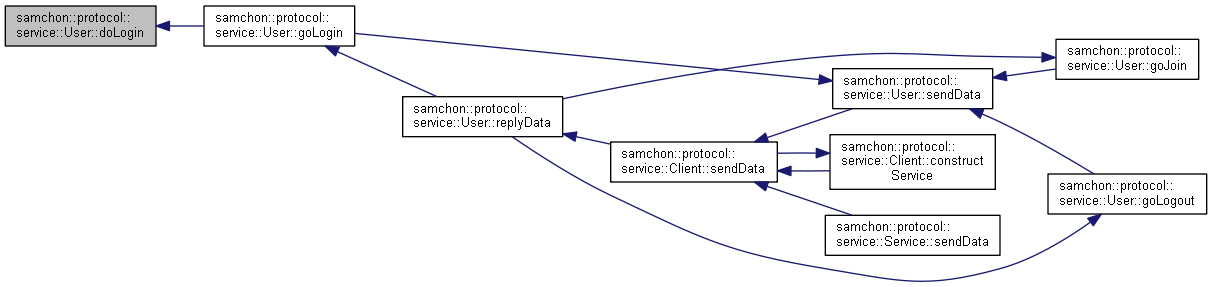 samchon::protocol::
service::User::doLogin
samchon::protocol::
service::User::goLogin
samchon::protocol::
service::User::replyData
samchon::protocol::
service::Client::sendData
samchon::protocol::
service::User::sendData
samchon::protocol::
service::Client::construct
Service
samchon::protocol::
service::Service::sendData
samchon::protocol::
service::User::goJoin
samchon::protocol::
service::User::goLogout